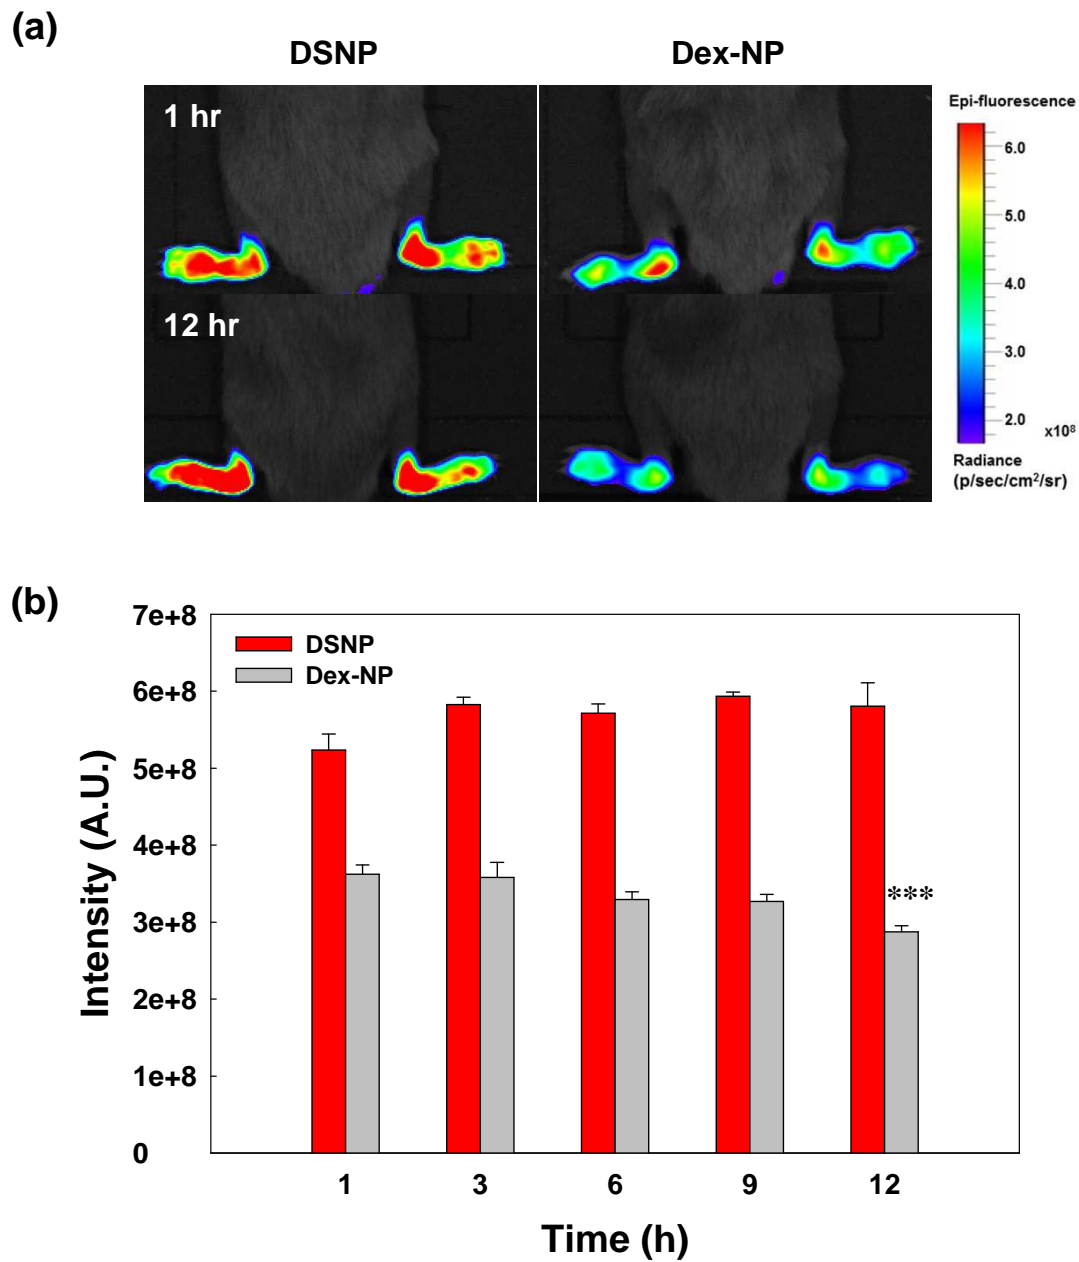 (a)
DSNP
Dex-NP
1 hr
12 hr
Epi-fluorescence
6.0
5.0
4.0
3.0
2.0
x10⁸
Radiance
(p/sec/cm²/sr)
(b)
7e+8
6e+8
5e+8
4e+8
3e+8
2e+8
1e+8
0
Intensity (A.U.)
DSNP
Dex-NP
***
1 3 6 9 12
Time (h)